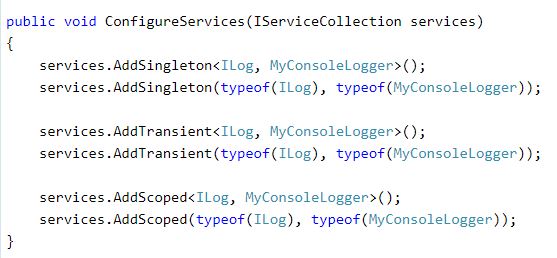 public void ConfigureServices(IServiceCollection services)
{
    services.AddSingleton<ILog, MyConsoleLogger>();
    services.AddSingleton(typeof(ILog), typeof(MyConsoleLogger));

    services.AddTransient<ILog, MyConsoleLogger>();
    services.AddTransient(typeof(ILog), typeof(MyConsoleLogger));

    services.AddScoped<ILog, MyConsoleLogger>();
    services.AddScoped(typeof(ILog), typeof(MyConsoleLogger));
}